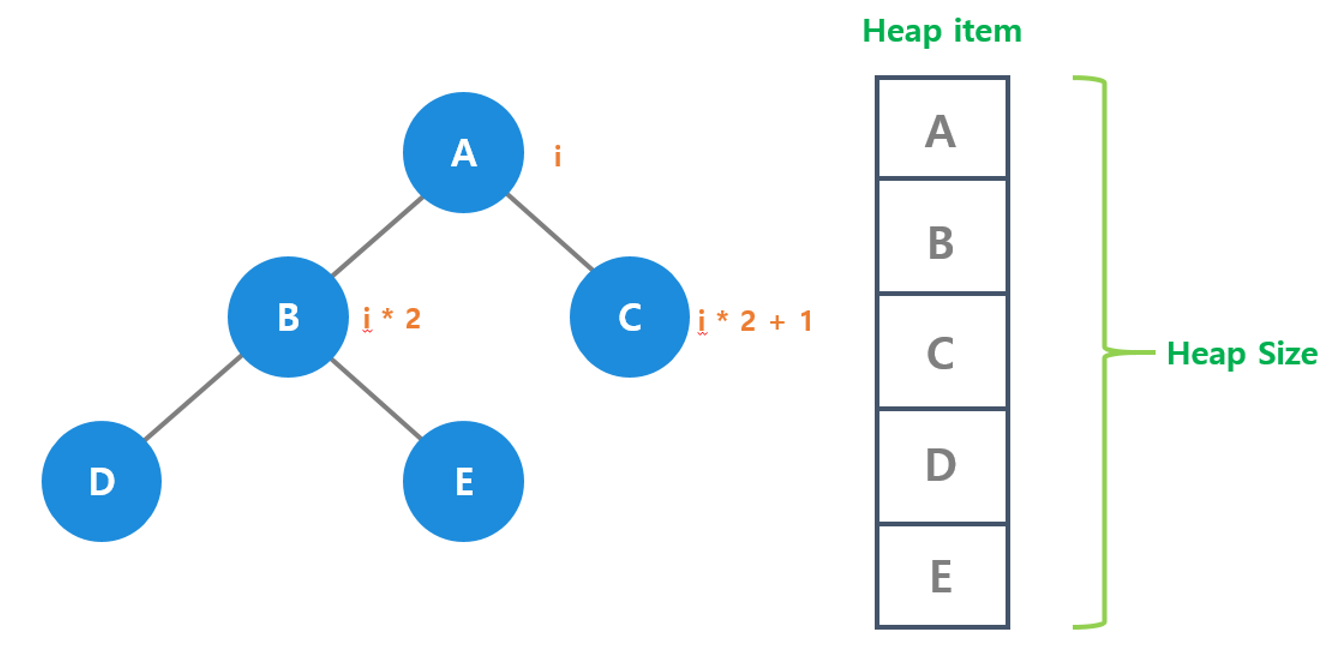 Heap item
A i
B i * 2
C i * 2 + 1
D
E
A
B
C
D
E
Heap Size